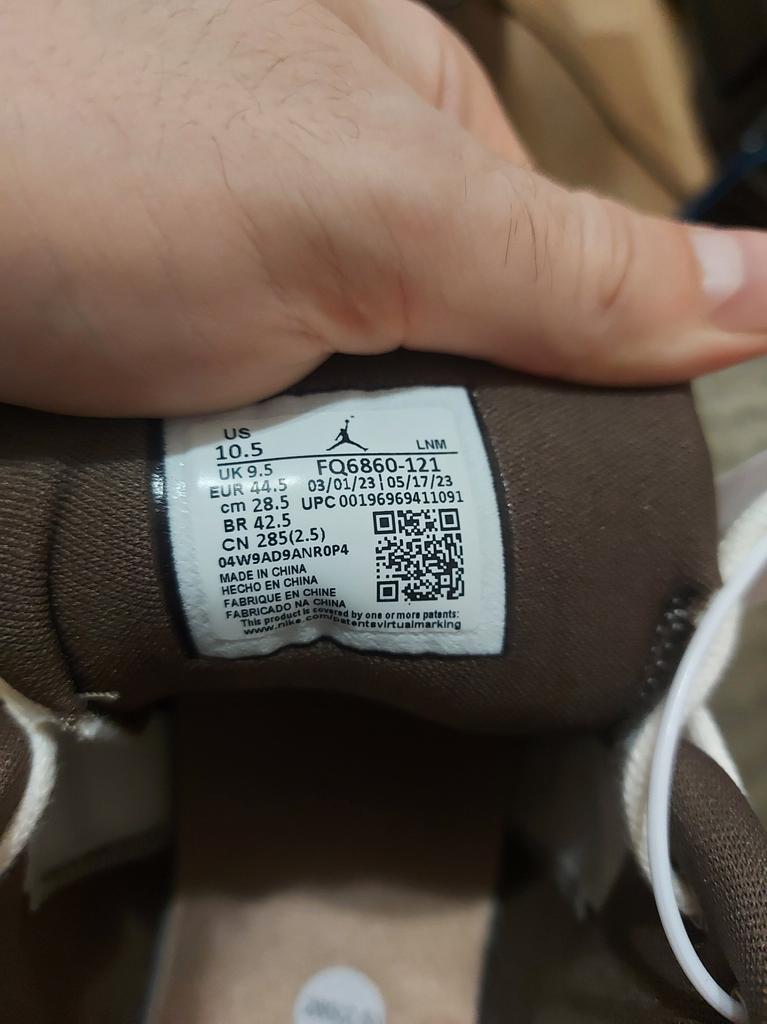 US
10.5
LNM
UK 9.5
FQ6860-121
EUR 44.5
03/01/23 | 05/17/23
cm 28.5
UPC 00196969411091
BR 42.5
CN 285(2.5)
04W9AD9ANR0P4
MADE IN CHINA
HECHO EN CHINA
FABRIQUE EN CHINE
FABRICADO NA CHINA
This product is covered by one or more patents:
www.nike.com/patentsvirtualmarking